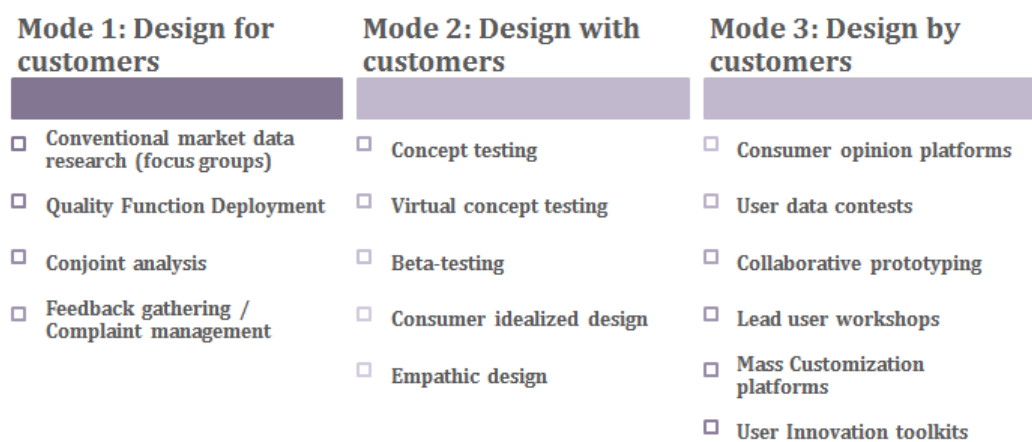 Mode 1: Design for
customers
Conventional market data
research (focus groups)
Quality Function Deployment
Conjoint analysis
Feedback gathering /
Complaint management
Mode 2: Design with
customers
Concept testing
Virtual concept testing
Beta-testing
Consumer idealized design
Empathic design
Mode 3: Design by
customers
Consumer opinion platforms
User data contests
Collaborative prototyping
Lead user workshops
Mass Customization
platforms
User Innovation toolkits